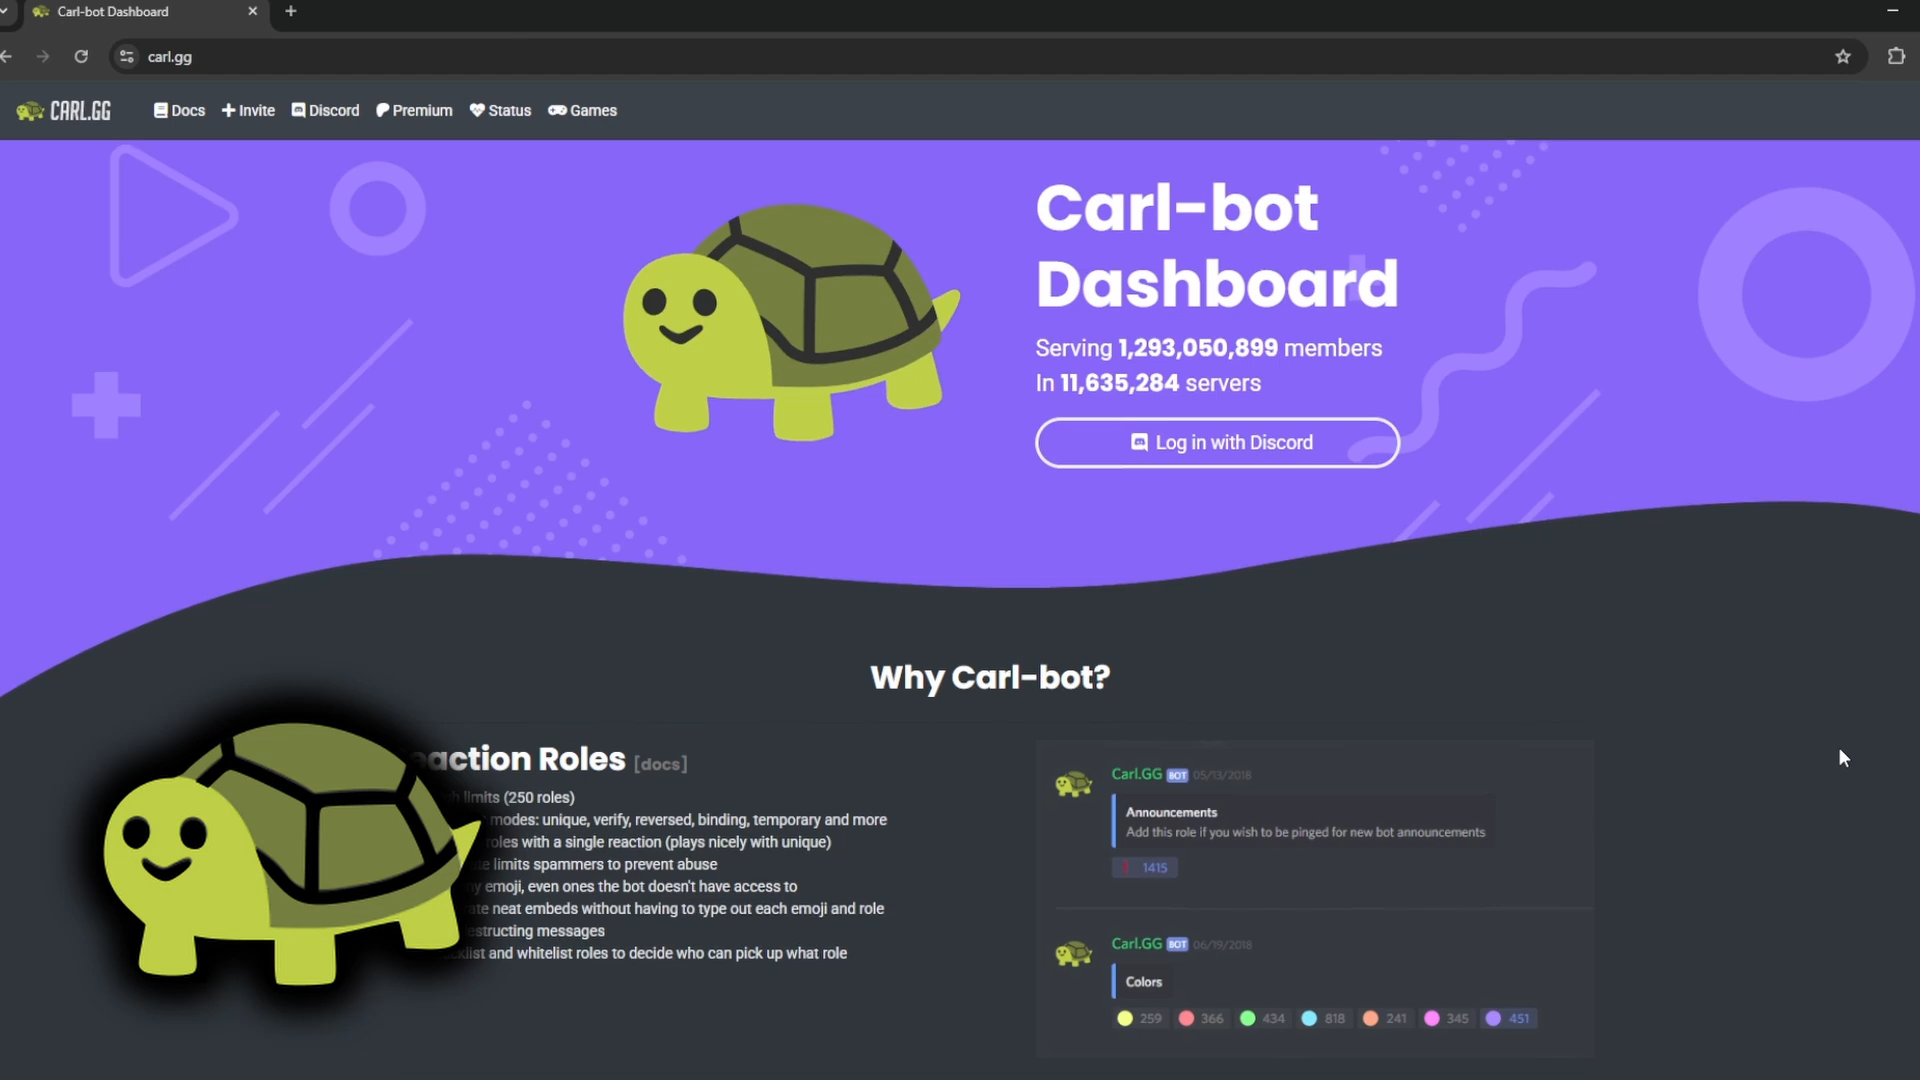 Carl-bot Dashboard
carl.gg
CARL.GG Docs Invite Discord Premium Status Games
Carl-bot
Dashboard
Serving 1,293,050,899 members
In 11,635,284 servers
Log in with Discord
Why Carl-bot?
action Roles [docs]
limits (250 roles)
modes: unique, verify, reversed, binding, temporary and more
roles with a single reaction (plays nicely with unique)
limits spammers to prevent abuse
emoji, even ones the bot doesn't have access to
neat embeds without having to type out each emoji and role
messages
and whitelist roles to decide who can pick up what role
Carl.GG BOT 05/13/2018
Announcements
Add this role if you wish to be pinged for new bot announcements
1415
Carl.GG BOT 06/19/2018
Colors
259 366 434 818 241 345 451